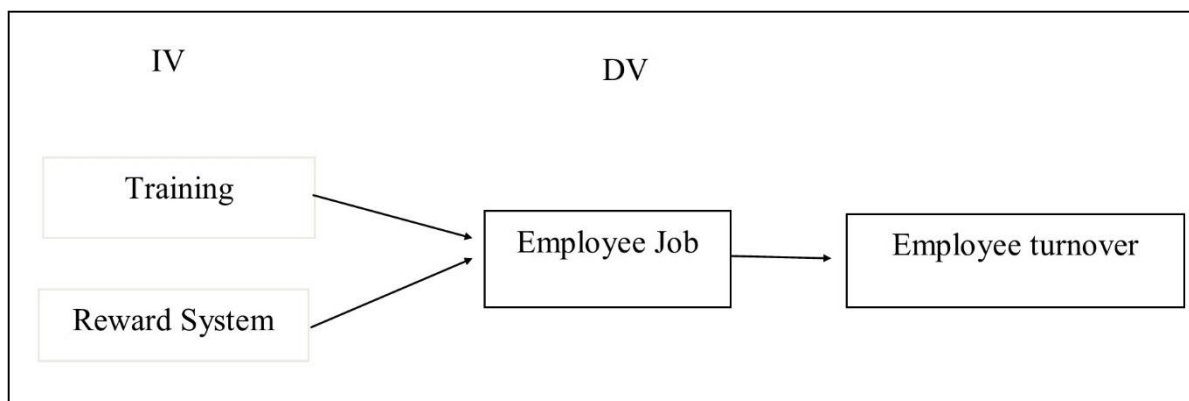 IV
DV
Training
Employee Job
Employee turnover
Reward System